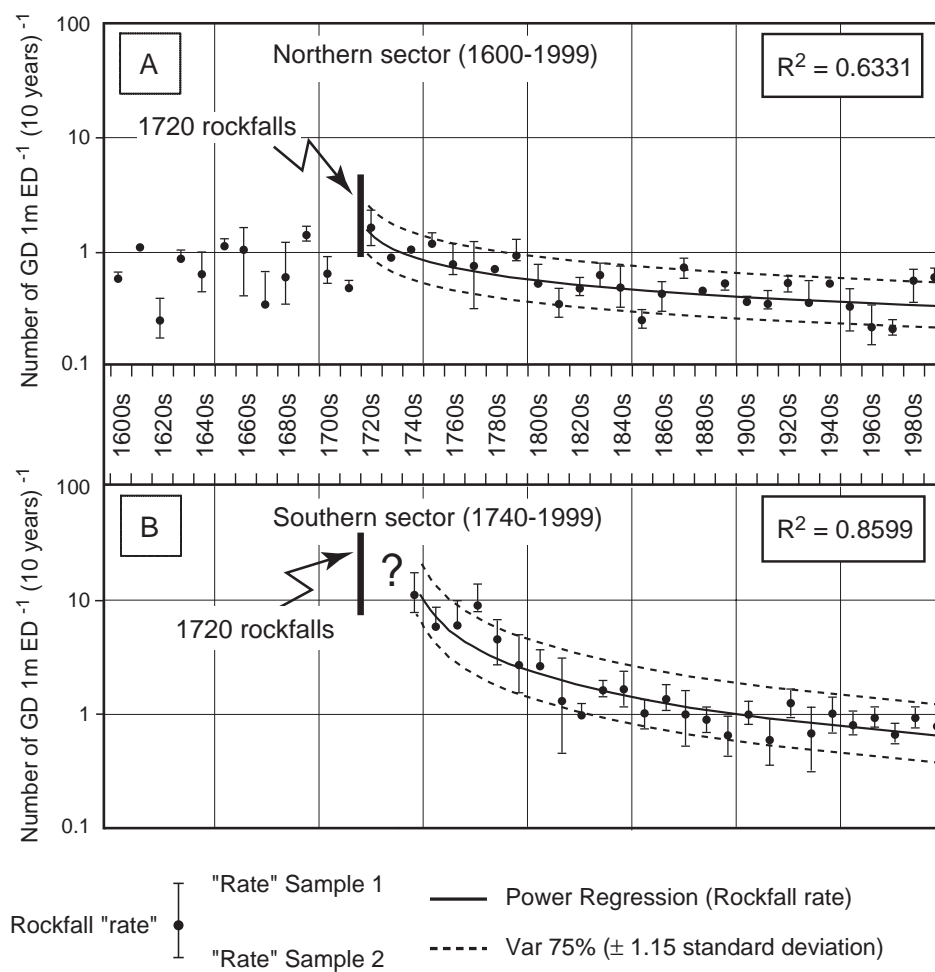 Number of GD 1m ED -1 (10 years) -1
100
10
1
0.1
A
Northern sector (1600-1999)
R2 = 0.6331
1720 rockfalls
1600s
1620s
1640s
1660s
1680s
1700s
1720s
1740s
1760s
1780s
1800s
1820s
1840s
1860s
1880s
1900s
1920s
1940s
1960s
1980s
Number of GD 1m ED -1 (10 years) -1
100
10
1
0.1
B
Southern sector (1740-1999)
R2 = 0.8599
?
1720 rockfalls
Rockfall "rate"
"Rate" Sample 1
"Rate" Sample 2
Power Regression (Rockfall rate)
Var 75% (± 1.15 standard deviation)